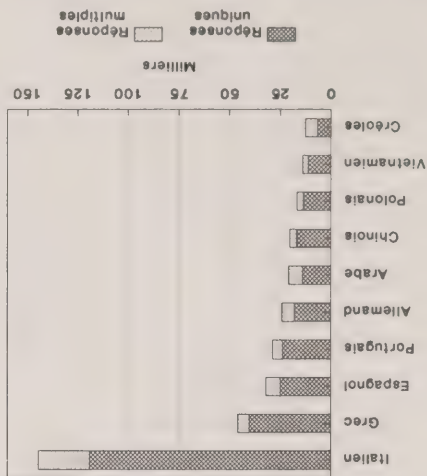 Italien
Grec
Espagnol
Portugais
Allemand
Arabe
Chinois
Polonais
Vietnamien
Créoles
0 25 50 75 100 125 150
Milliers
Réponses uniques
Réponses multiples